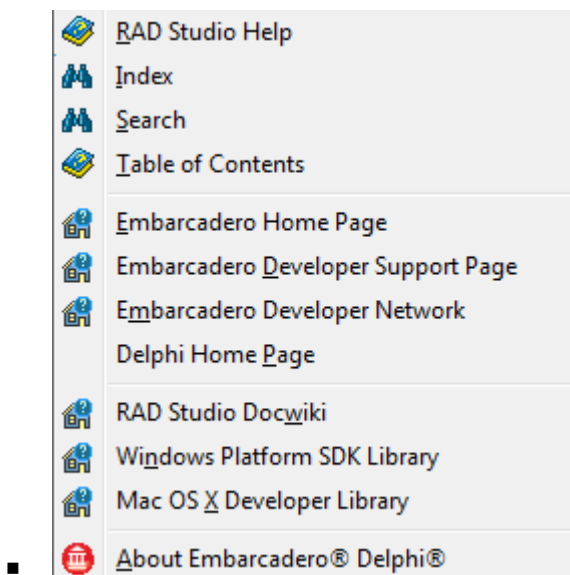 RAD Studio Help
Index
Search
Table of Contents
Embarcadero Home Page
Embarcadero Developer Support Page
Embarcadero Developer Network
Delphi Home Page
RAD Studio Docwiki
Windows Platform SDK Library
Mac OS X Developer Library
About Embarcadero® Delphi®